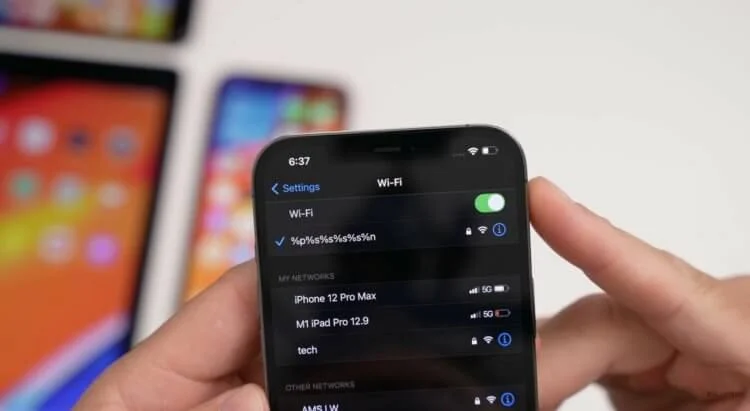 6:37
Settings
Wi-Fi
Wi-Fi
%p%s%s%s%s%n
MY NETWORKS
iPhone 12 Pro Max
5G
M1 iPad Pro 12.9
5G
tech
OTHER NETWORKS